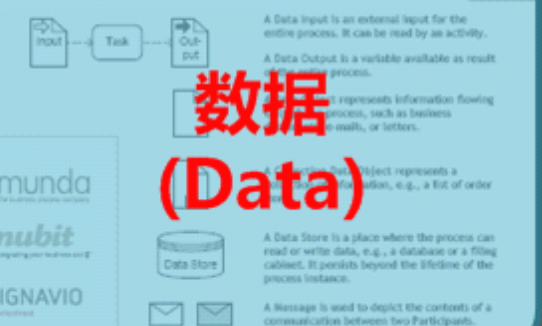 A Data Input is an external input for the
entire process. It can be read by an activity.
Input
Task
Out-
put
A Data Output is a variable available as result
of the entire process.
数据
(Data)
represents information flowing
process, such as business
e-mails, or letters.
Object represents a
information, e.g., a list of order
Data Store
A Data Store is a place where the process can
read or write data, e.g., a database or a filing
cabinet. It persists beyond the lifetime of the
process instance.
A Message is used to depict the contents of a
communication between two Participants.
munda
nubit
IGNAVIO